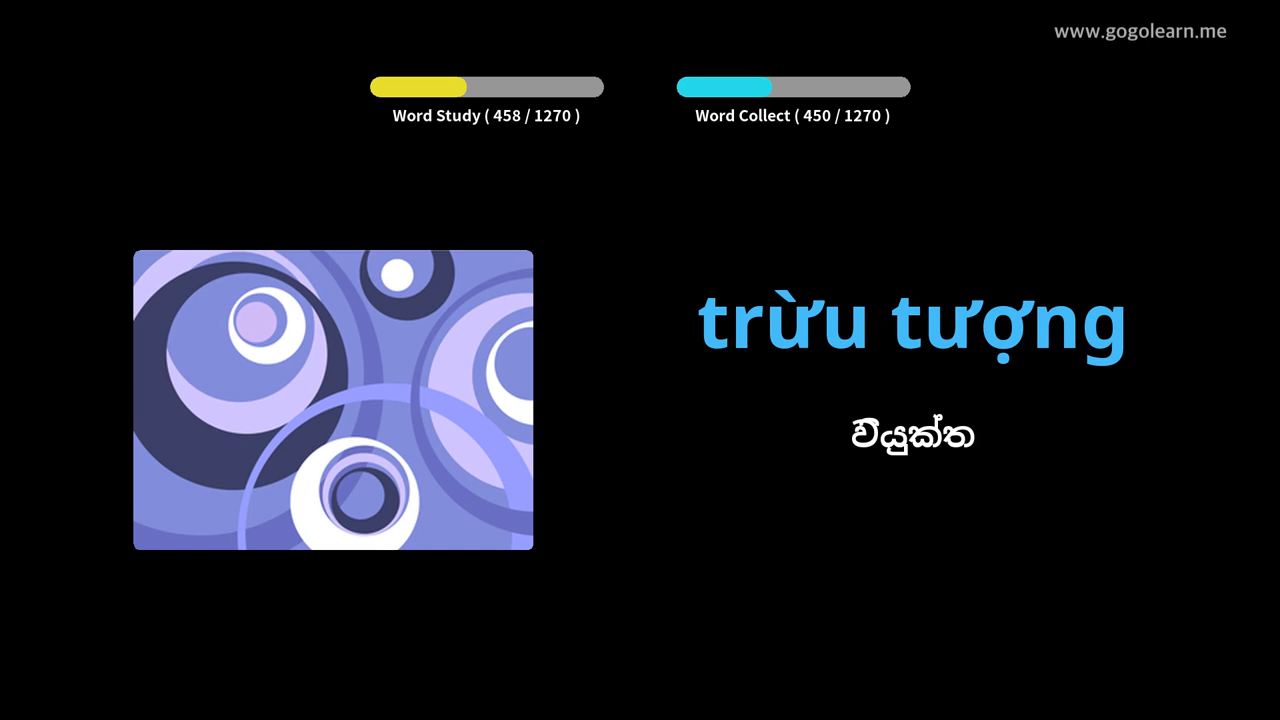 www.gogolearn.me
Word Study ( 458 / 1270 )
Word Collect ( 450 / 1270 )
trừu tượng
වියුක්ත